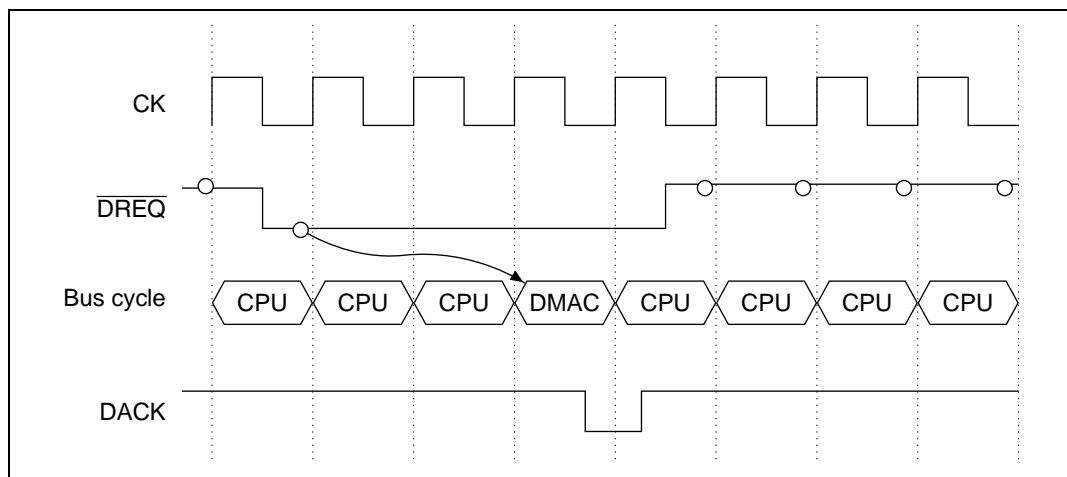 CK
DREQ
Bus cycle CPU CPU CPU DMAC CPU CPU CPU CPU
DACK